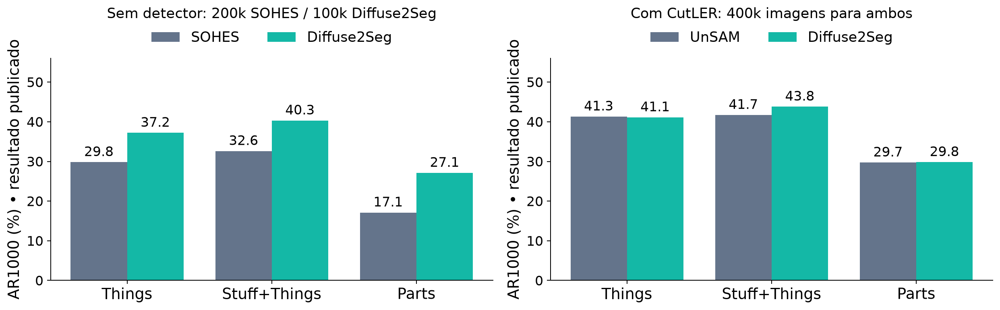 Sem detector: 200k SOHES / 100k Diffuse2Seg
SOHES
Diffuse2Seg
AR1000 (%) • resultado publicado
50
40
30
20
10
0
29.8
37.2
32.6
40.3
17.1
27.1
Things
Stuff+Things
Parts
Com CutLER: 400k imagens para ambos
UnSAM
Diffuse2Seg
AR1000 (%) • resultado publicado
50
40
30
20
10
0
41.3
41.1
41.7
43.8
29.7
29.8
Things
Stuff+Things
Parts